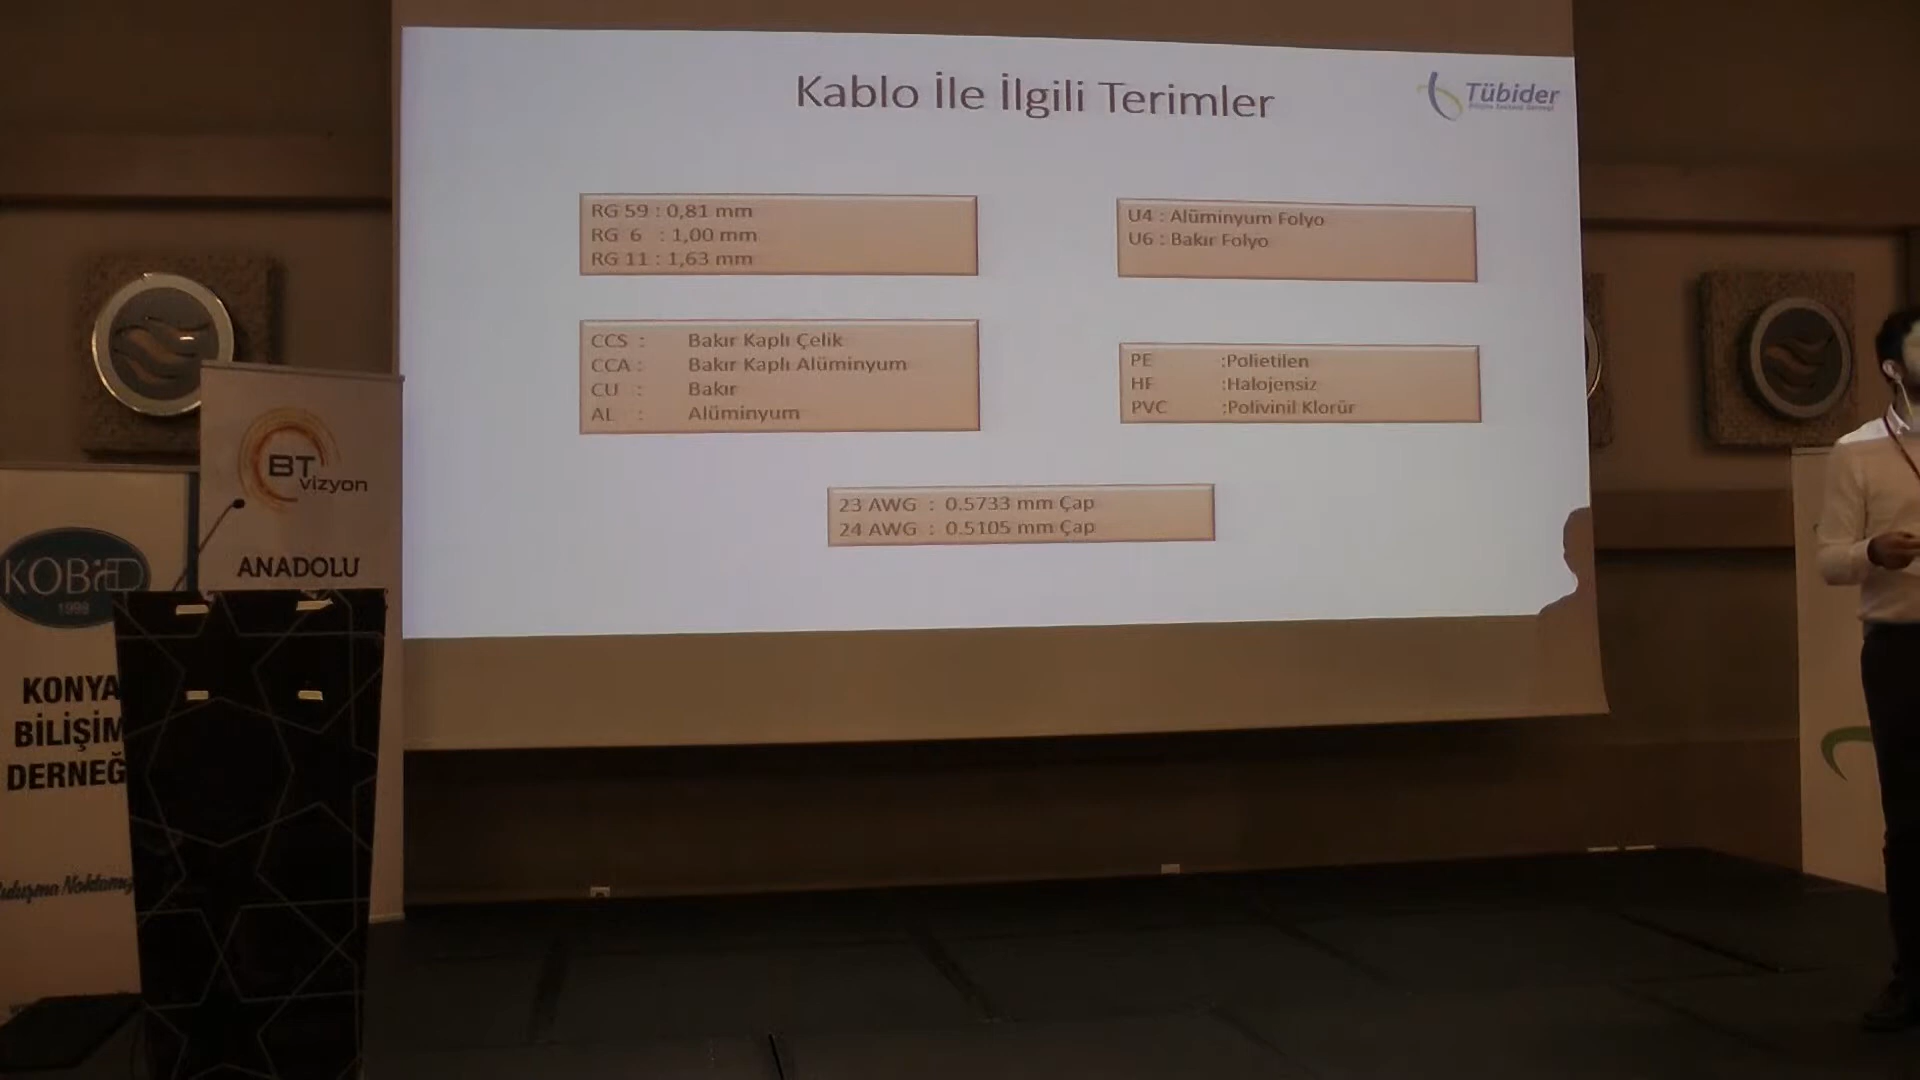 Kablo İle İlgili Terimler
Tübider
RG 59 : 0,81 mm
RG 6 : 1,00 mm
RG 11 : 1,63 mm
U4 : Alüminyum Folyo
U6 : Bakır Folyo
CCS : Bakır Kaplı Çelik
CCA : Bakır Kaplı Alüminyum
CU : Bakır
AL : Alüminyum
PE :Polietilen
HF :Halojensiz
PVC :Polivinil Klorür
23 AWG : 0.5733 mm Çap
24 AWG : 0.5105 mm Çap
BT
vizyon
ANADOLU
1998
KONYA
BİLİŞİM
DERNEĞ